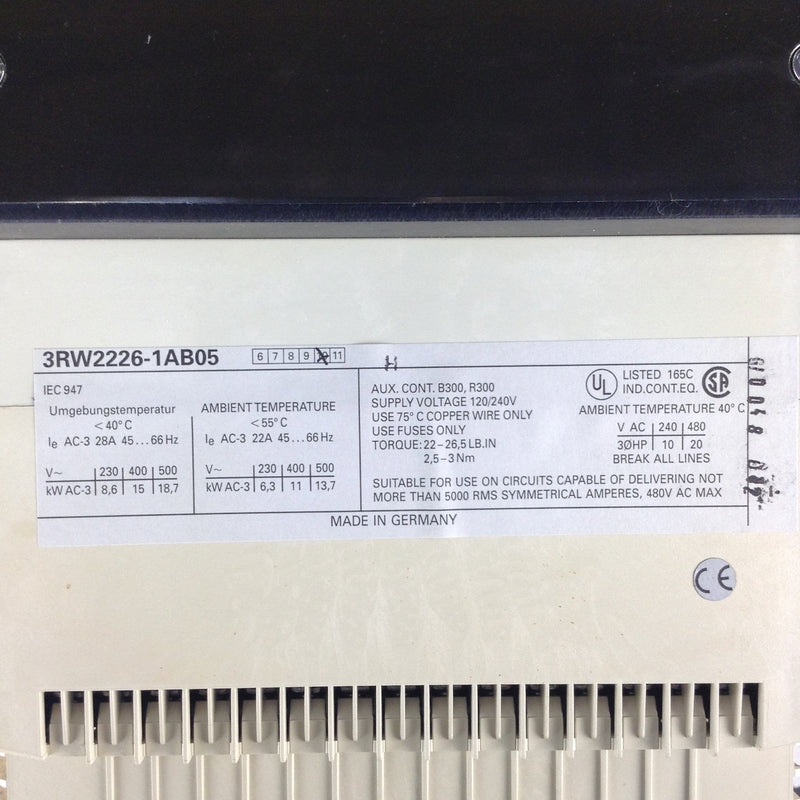 3RW2226-1AB05 6 7 8 9 11
H
IEC 947
Umgebungstemperatur
< 40°C
Ie AC-3 28A 45...66 Hz
V~ 230 400 500
kW AC-3 8,6 15 18,7
AMBIENT TEMPERATURE
< 55°C
Ie AC-3 22A 45...66 Hz
V~ 230 400 500
kW AC-3 6,3 11 13,7
AUX. CONT. B300, R300
SUPPLY VOLTAGE 120/240V
USE 75° C COPPER WIRE ONLY
USE FUSES ONLY
TORQUE: 22–26,5 LB.IN
2,5–3 Nm
UL LISTED 165C
IND.CONT.EQ. SA
AMBIENT TEMPERATURE 40° C
V AC 240 480
3ØHP 10 20
BREAK ALL LINES
SUITABLE FOR USE ON CIRCUITS CAPABLE OF DELIVERING NOT
MORE THAN 5000 RMS SYMMETRICAL AMPERES, 480V AC MAX
MADE IN GERMANY
CE